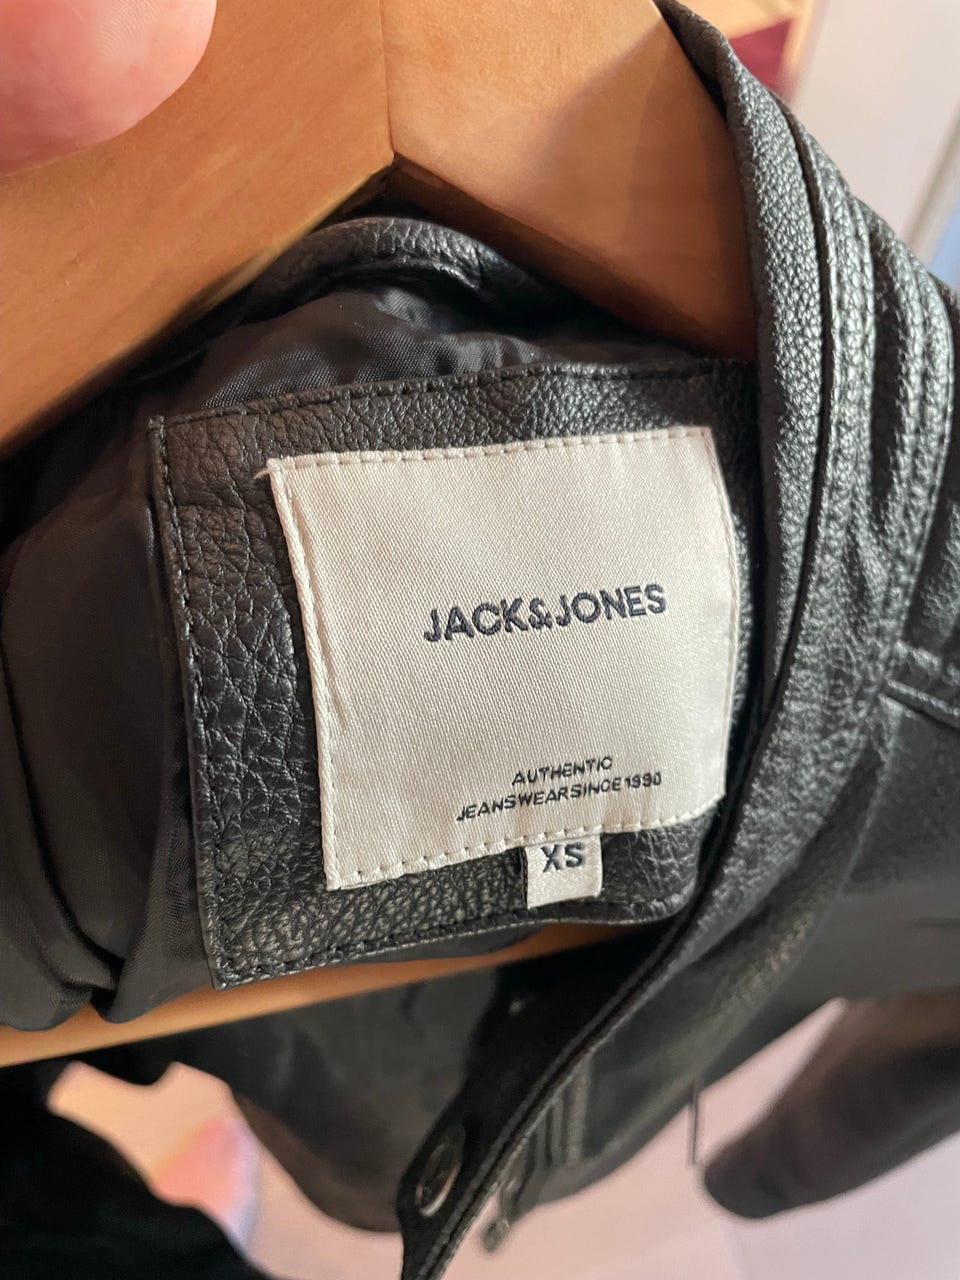 JACK&JONES
AUTHENTIC
JEANSWEAR SINCE 1990
XS